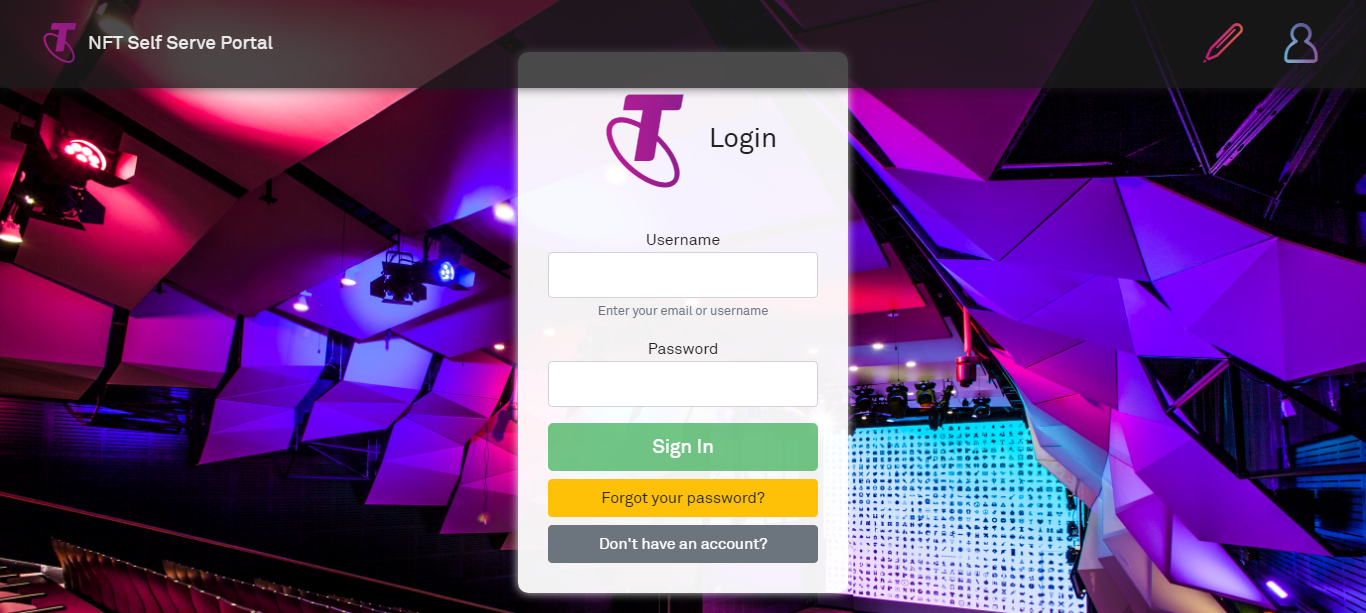 NFT Self Serve Portal
Login
Username
Enter your email or username
Password
Sign In
Forgot your password?
Don't have an account?